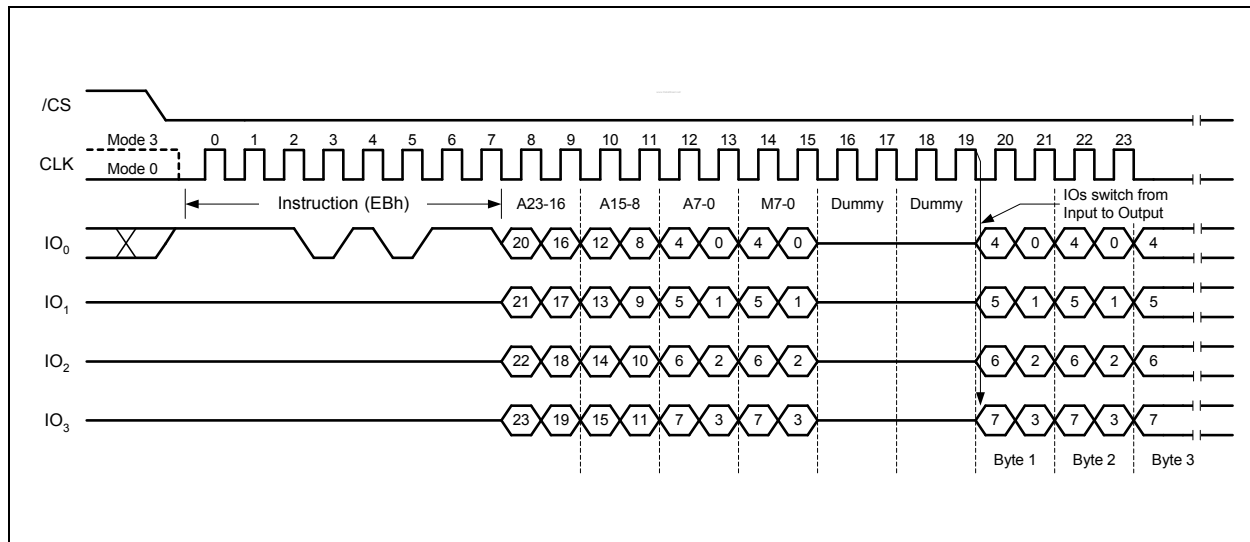 /CS
Mode 3
0 1 2 3 4 5 6 7 8 9 10 11 12 13 14 15 16 17 18 19 20 21 22 23
CLK
Mode 0
Instruction (EBh) A23-16 A15-8 A7-0 M7-0 Dummy Dummy
IOs switch from
Input to Output
IO0 20 16 12 8 4 0 4 0 4 0 4 0 4
IO1 21 17 13 9 5 1 5 1 5 1 5 1 5
IO2 22 18 14 10 6 2 6 2 6 2 6 2 6
IO3 23 19 15 11 7 3 7 3 7 3 7 3 7
Byte 1 Byte 2 Byte 3